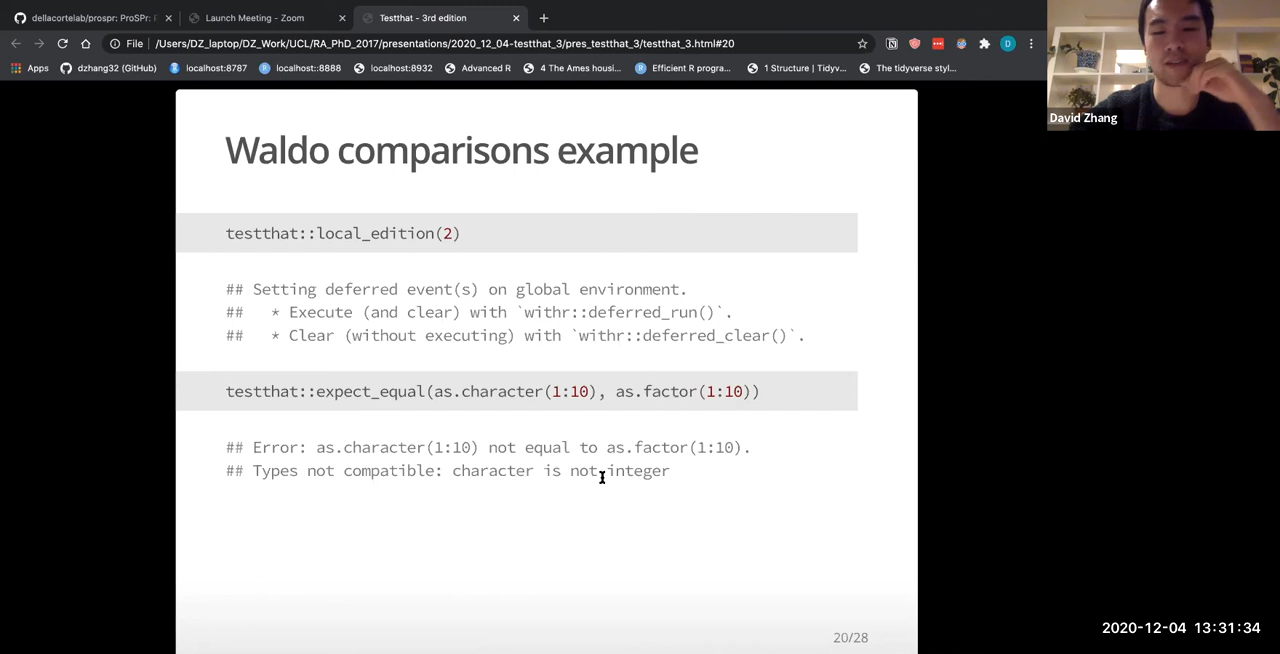 dellacortelab/prospr: ProSPr: P
Launch Meeting - Zoom
Testthat - 3rd edition
File
/Users/DZ_laptop/DZ_Work/UCL/RA_PhD_2017/presentations/2020_12_04-testthat_3/pres_testthat_3/testthat_3.html#20
D
Apps
dzhang32 (GitHub)
localhost:8787
localhost::8888
localhost:8932
Advanced R
4 The Ames housi...
Efficient R progra...
1 Structure | Tidyv...
The tidyverse styl...
David Zhang
Waldo comparisons example
testthat::local_edition(2)
## Setting deferred event(s) on global environment.
##   * Execute (and clear) with `withr::deferred_run()`.
##   * Clear (without executing) with `withr::deferred_clear()`.
testthat::expect_equal(as.character(1:10), as.factor(1:10))
## Error: as.character(1:10) not equal to as.factor(1:10).
## Types not compatible: character is not integer
20/28
2020-12-04 13:31:34